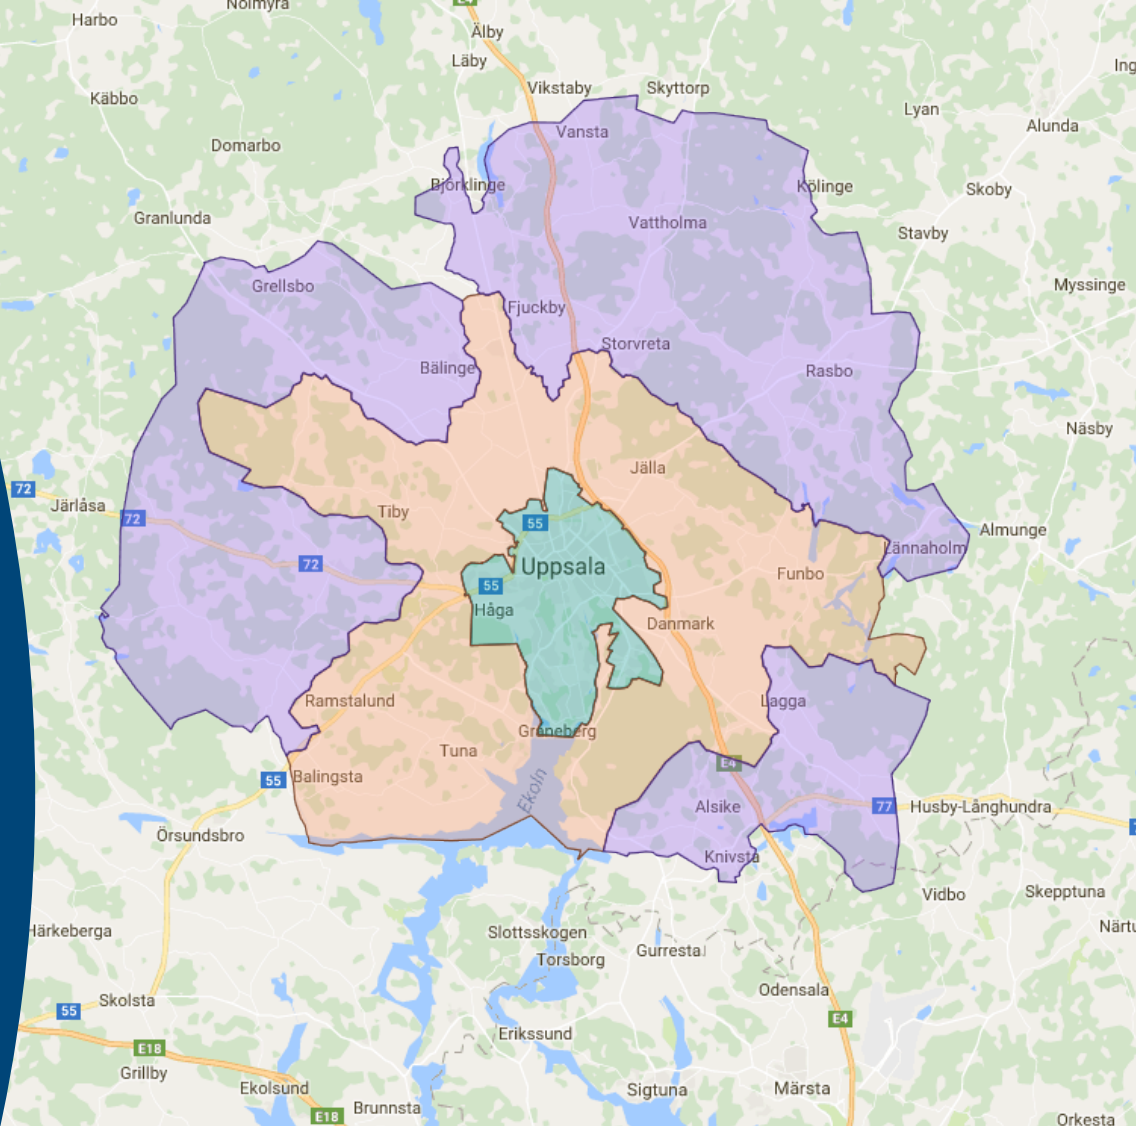 Nolmyra
E4
Harbo
Älby
Läby
Ing
Vikstaby
Skyttorp
Käbbo
Lyan
Alunda
Vansta
Domarbo
Björklinge
Kölinge
Skoby
Granlunda
Vattholma
Stavby
Grellsbo
Myssinge
Fjuckby
Storvreta
Bälinge
Rasbo
Näsby
Jälla
72
Järlåsa
72
Tiby
55
Almunge
Lännaholm
72
Uppsala
Funbo
55
Håga
Danmark
Ramstalund
Lagga
Graneberg
Tuna
E4
55
Balingsta
Ekoln
Alsike
77
Husby-Långhundra
Örsundsbro
Knivsta
Vidbo
Skepptuna
Härkeberga
Slottsskogen
Närtu
Gurresta
Torsborg
Odensala
Skolsta
55
E4
Erikssund
E18
Grillby
Ekolsund
Sigtuna
Märsta
Brunnsta
E18
Orkesta